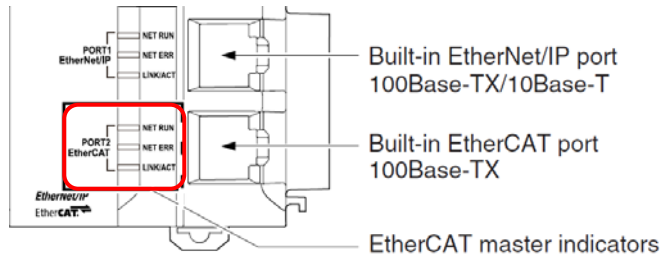 PORT1
EtherNet/IP
NET RUN
NET ERR
LINK/ACT
Built-in EtherNet/IP port
100Base-TX/10Base-T
PORT2
EtherCAT
NET RUN
NET ERR
LINK/ACT
Built-in EtherCAT port
100Base-TX
EtherNet/IP
EtherCAT
EtherCAT master indicators